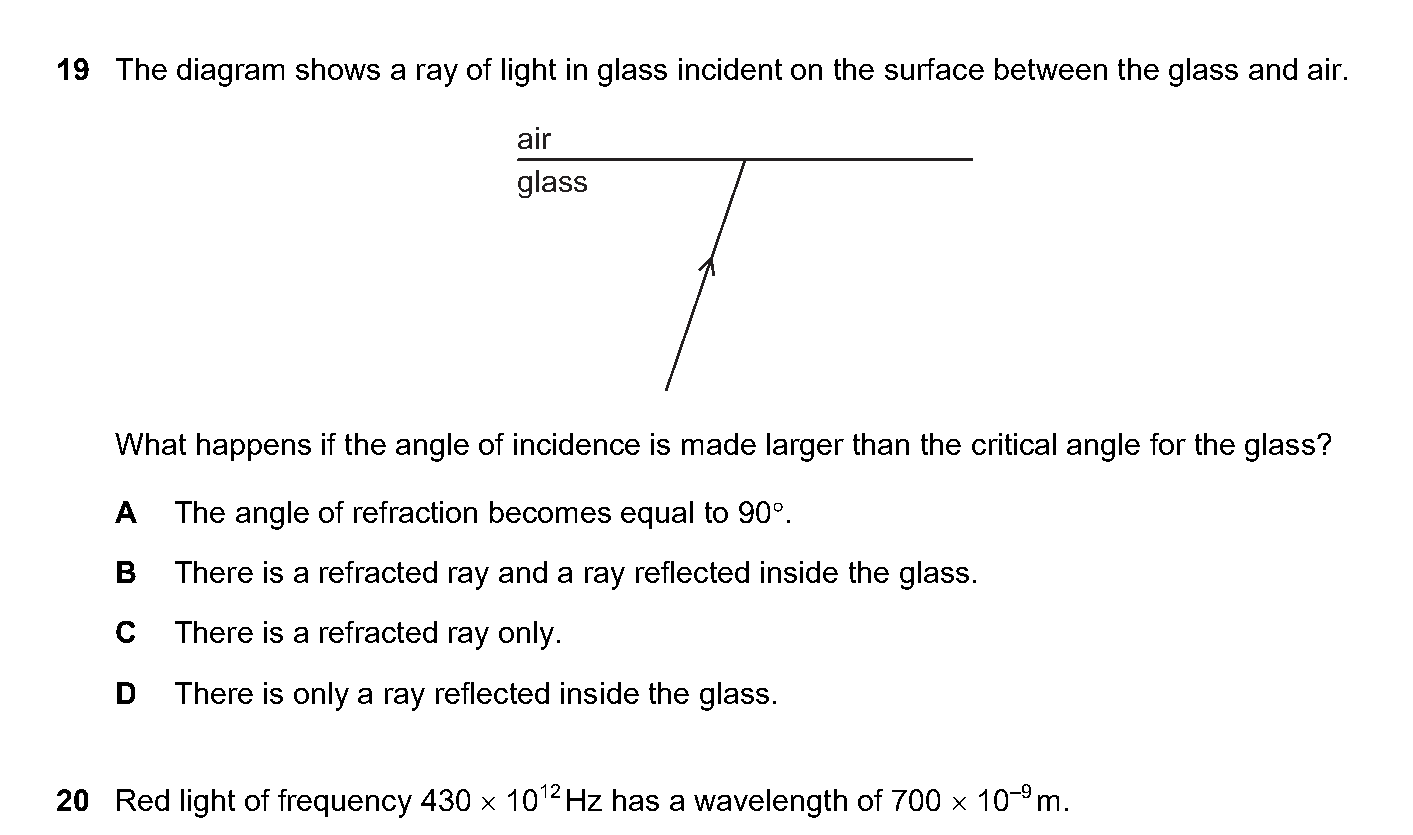 19 The diagram shows a ray of light in glass incident on the surface between the glass and air.
air
glass
What happens if the angle of incidence is made larger than the critical angle for the glass?
A The angle of refraction becomes equal to 90°.
B There is a refracted ray and a ray reflected inside the glass.
C There is a refracted ray only.
D There is only a ray reflected inside the glass.
20 Red light of frequency 430 × 10¹² Hz has a wavelength of 700 × 10⁻⁹ m.